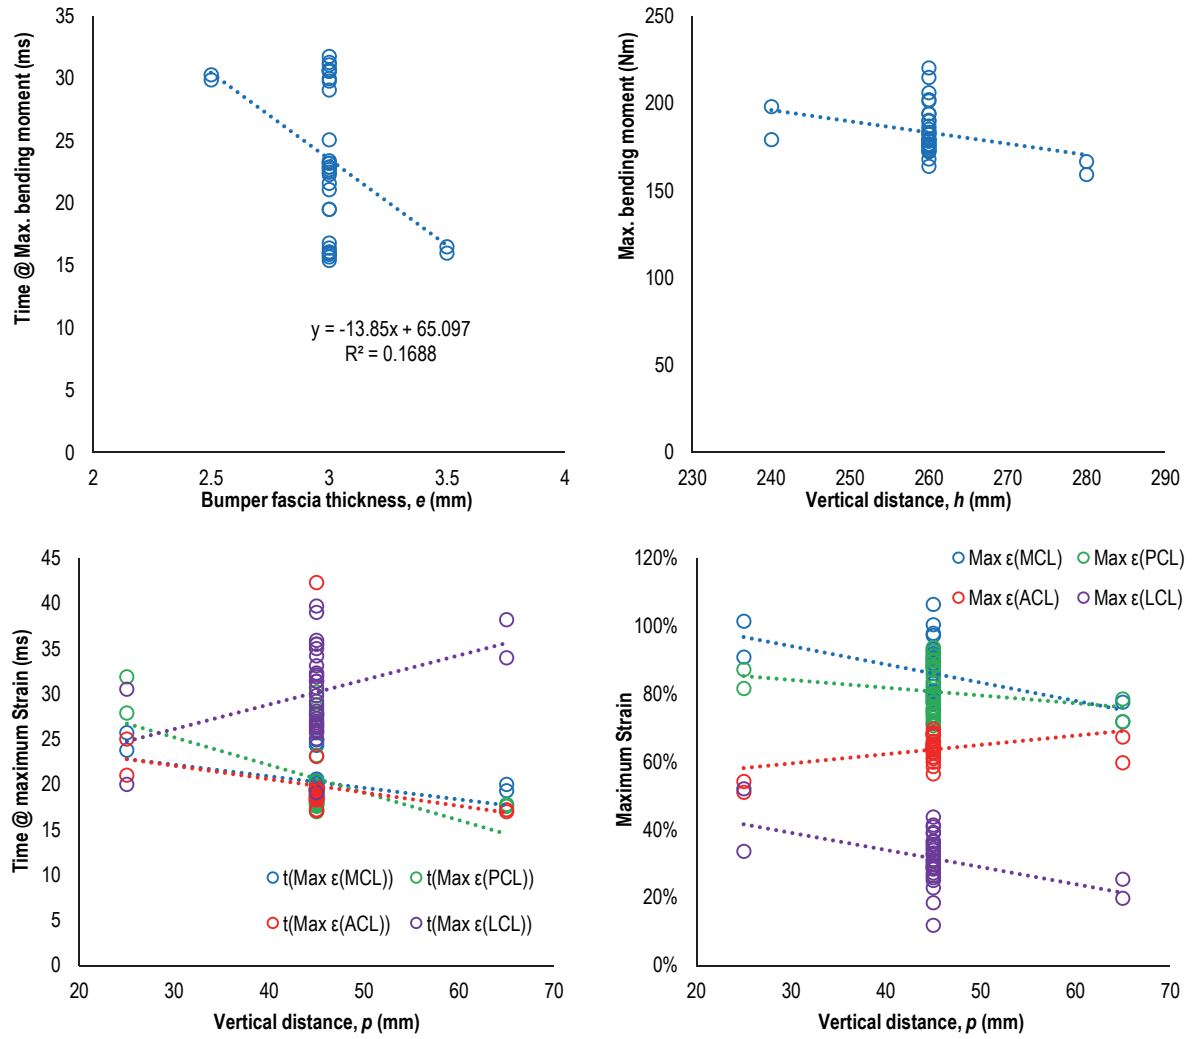 35
30
25
20
15
10
5
0
Time @ Max. bending moment (ms)
y = -13.85x + 65.097
R² = 0.1688
2 2.5 3 3.5 4
Bumper fascia thickness, e (mm)
250
200
150
100
50
0
Max. bending moment (Nm)
230 240 250 260 270 280 290
Vertical distance, h (mm)
45
40
35
30
25
20
15
10
5
0
Time @ maximum Strain (ms)
t(Max ε(MCL)) t(Max ε(PCL))
t(Max ε(ACL)) t(Max ε(LCL))
20 30 40 50 60 70
Vertical distance, p (mm)
120%
100%
80%
60%
40%
20%
0%
Maximum Strain
Max ε(MCL) Max ε(PCL)
Max ε(ACL) Max ε(LCL)
20 30 40 50 60 70
Vertical distance, p (mm)